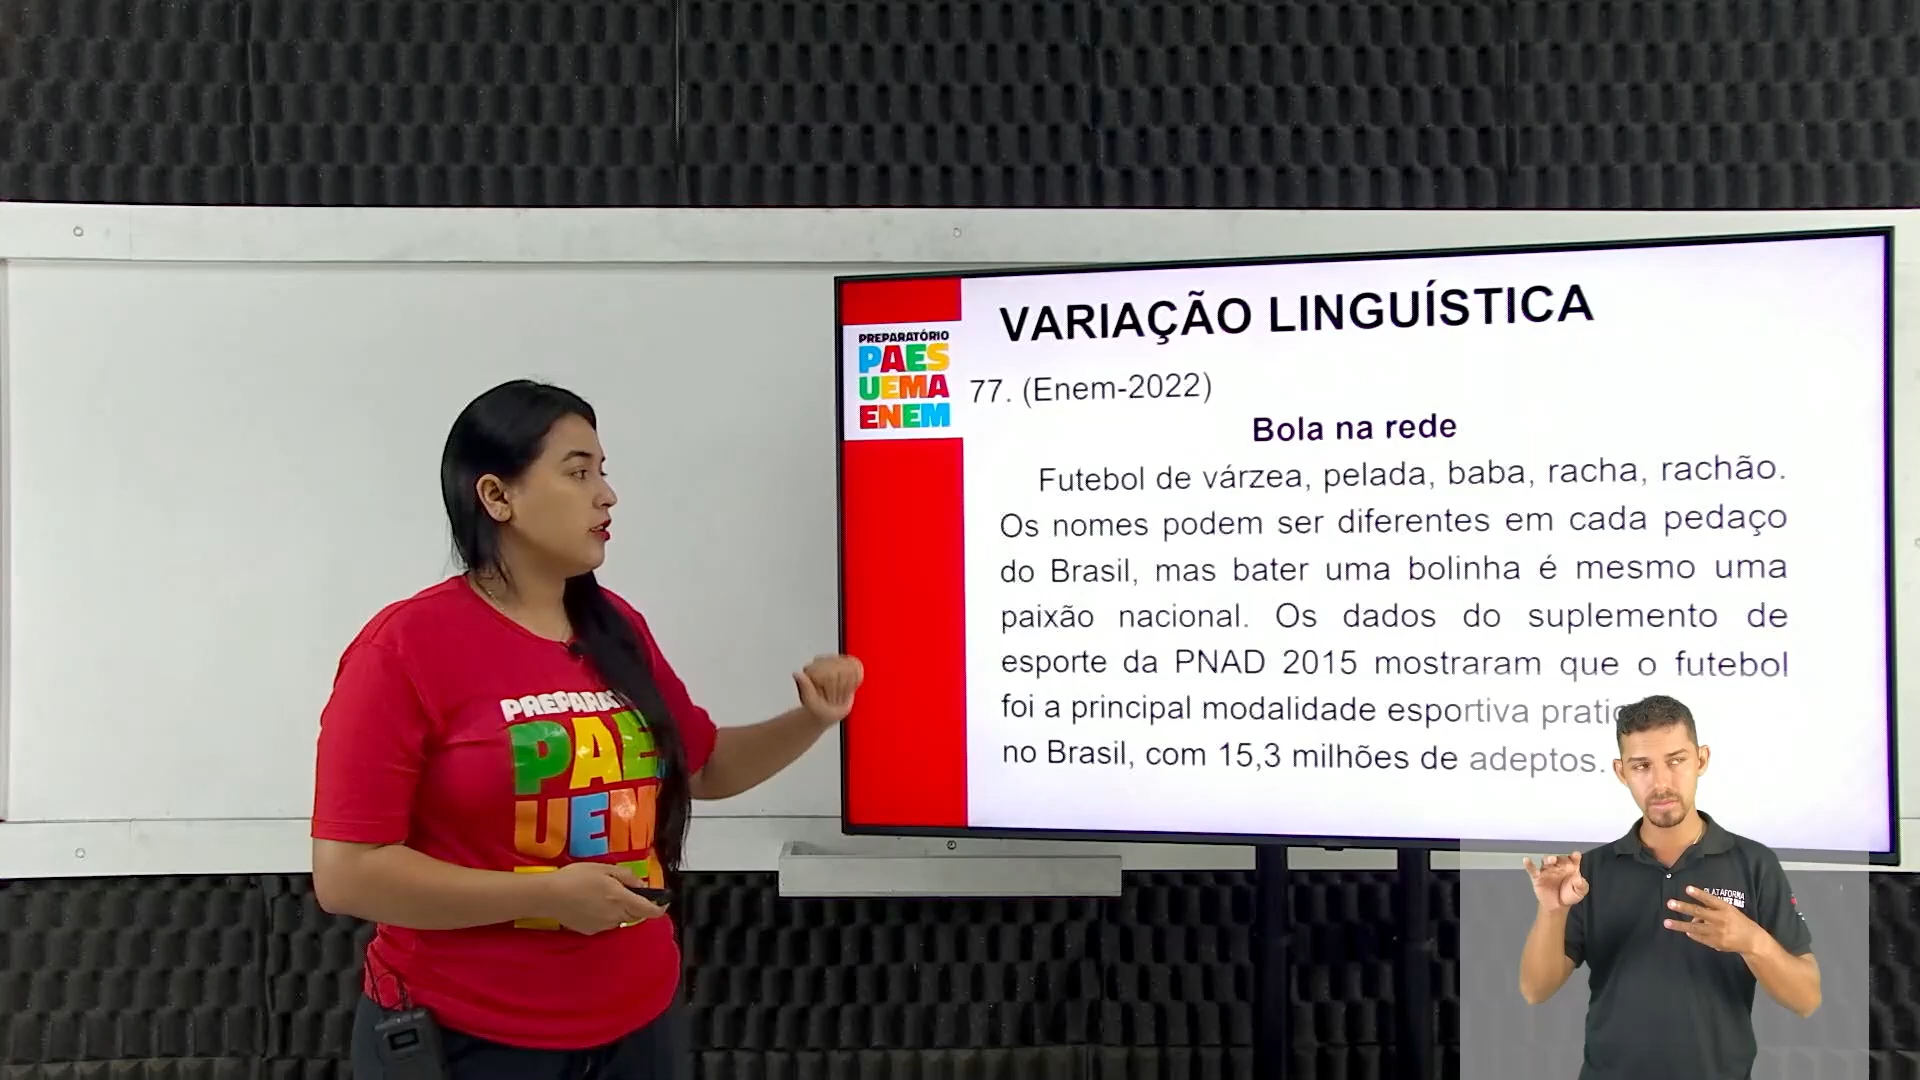 VARIAÇÃO LINGUÍSTICA
PREPARATÓRIO
PAES
UEMA
ENEM
77. (Enem-2022)
Bola na rede
Futebol de várzea, pelada, baba, racha, rachão.
Os nomes podem ser diferentes em cada pedaço
do Brasil, mas bater uma bolinha é mesmo uma
paixão nacional. Os dados do suplemento de
esporte da PNAD 2015 mostraram que o futebol
foi a principal modalidade esportiva
no Brasil, com 15,3 milhões de adeptos.
PLATAFORMA